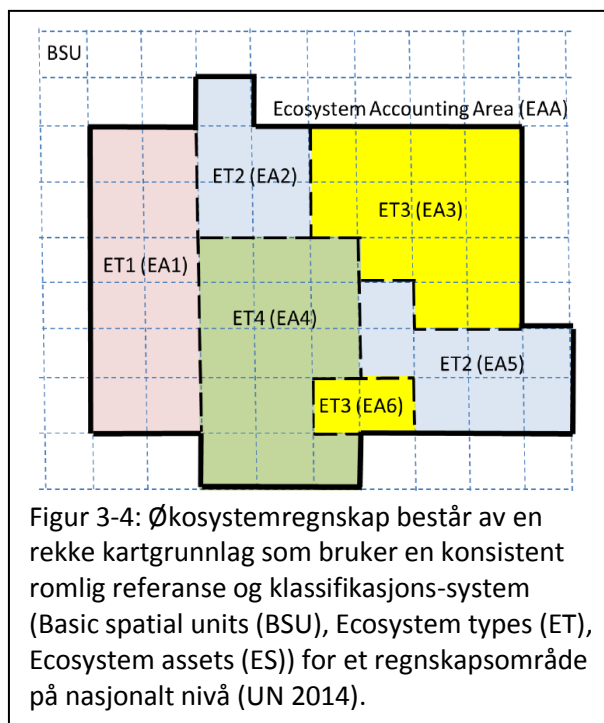 BSU
Ecosystem Accounting Area (EAA)
ET2 (EA2)
ET3 (EA3)
ET1 (EA1)
ET4 (EA4)
ET2 (EA5)
ET3 (EA6)
Figur 3-4: Økosystemregnskap består av en
rekke kartgrunnlag som bruker en konsistent
romlig referanse og klassifikasjons-system
(Basic spatial units (BSU), Ecosystem types (ET),
Ecosystem assets (ES)) for et regnskapsområde
på nasjonalt nivå (UN 2014).